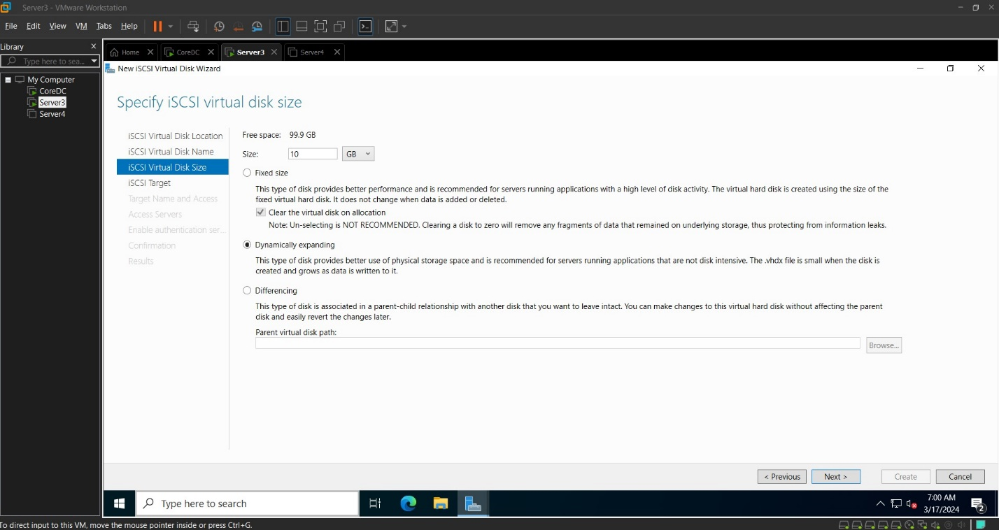 Server3 - VMware Workstation
File Edit View VM Tabs Help
Library X
Type here to sea...
My Computer
CoreDC
Server3
Server4
Home CoreDC Server3 Server4
New iSCSI Virtual Disk Wizard
Specify iSCSI virtual disk size
iSCSI Virtual Disk Location
iSCSI Virtual Disk Name
iSCSI Virtual Disk Size
iSCSI Target
Target Name and Access
Access Servers
Enable authentication ser...
Confirmation
Results
Free space: 99.9 GB
Size: 10 GB
Fixed size
This type of disk provides better performance and is recommended for servers running applications with a high level of disk activity. The virtual hard disk is created using the size of the
fixed virtual hard disk. It does not change when data is added or deleted.
Clear the virtual disk on allocation
Note: Un-selecting is NOT RECOMMENDED. Clearing a disk to zero will remove any fragments of data that remained on underlying storage, thus protecting from information leaks.
Dynamically expanding
This type of disk provides better use of physical storage space and is recommended for servers running applications that are not disk intensive. The .vhdx file is small when the disk is
created and grows as data is written to it.
Differencing
This type of disk is associated in a parent-child relationship with another disk that you want to leave intact. You can make changes to this virtual hard disk without affecting the parent
disk and easily revert the changes later.
Parent virtual disk path:
Browse...
< Previous Next > Create Cancel
Type here to search
7:00 AM
3/17/2024
2
To direct input to this VM, move the mouse pointer inside or press Ctrl+G.